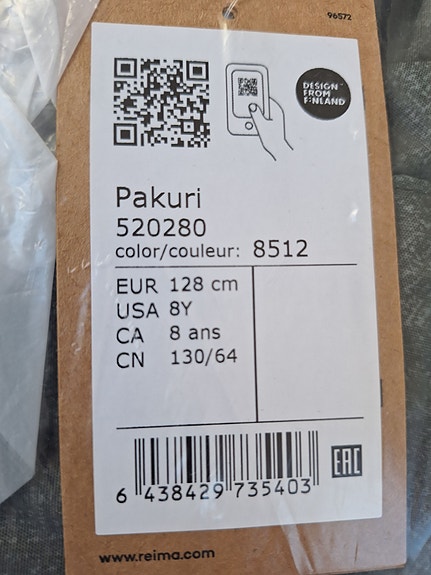 96572
DESIGN™
FROM
FINLAND
Pakuri
520280
color/couleur: 8512
EUR 128 cm
USA 8Y
CA 8 ans
CN 130/64
6 438429 735403
EAC
www.reima.com